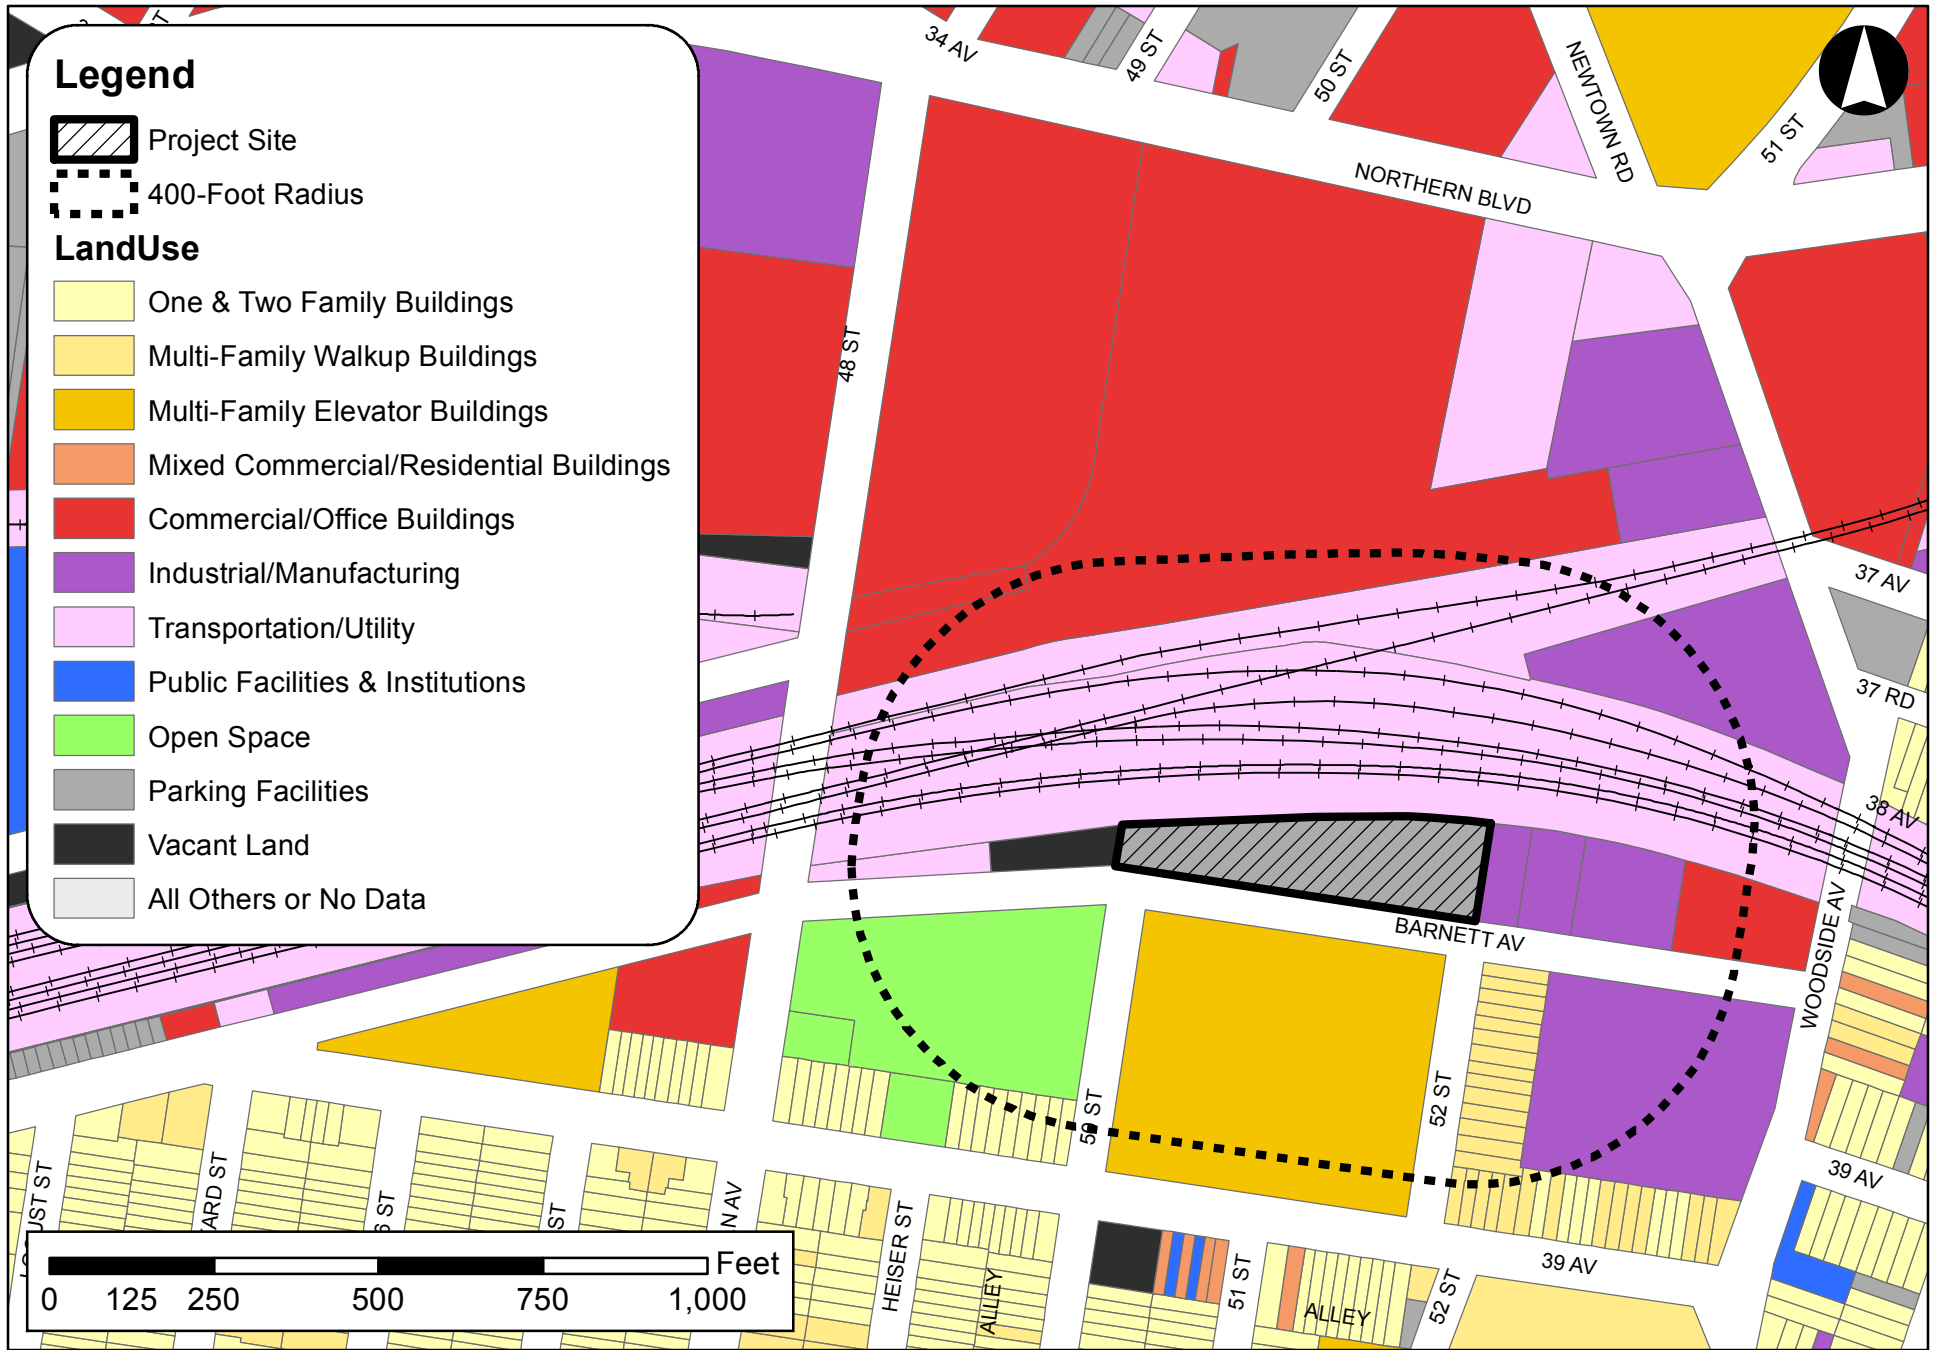 34 AV
49 ST
50 ST
NEWTOWN RD
51 ST
NORTHERN BLVD
Legend
Project Site
400-Foot Radius
LandUse
One & Two Family Buildings
Multi-Family Walkup Buildings
Multi-Family Elevator Buildings
Mixed Commercial/Residential Buildings
Commercial/Office Buildings
Industrial/Manufacturing
Transportation/Utility
Public Facilities & Institutions
Open Space
Parking Facilities
Vacant Land
All Others or No Data
48 ST
37 AV
37 RD
38 AV
BARNETT AV
WOODSIDE AV
50 ST
52 ST
39 AV
ST
N AV
HEISER ST
ALLEY
51 ST
ALLEY
52 ST
39 AV
Feet
0 125 250 500 750 1,000